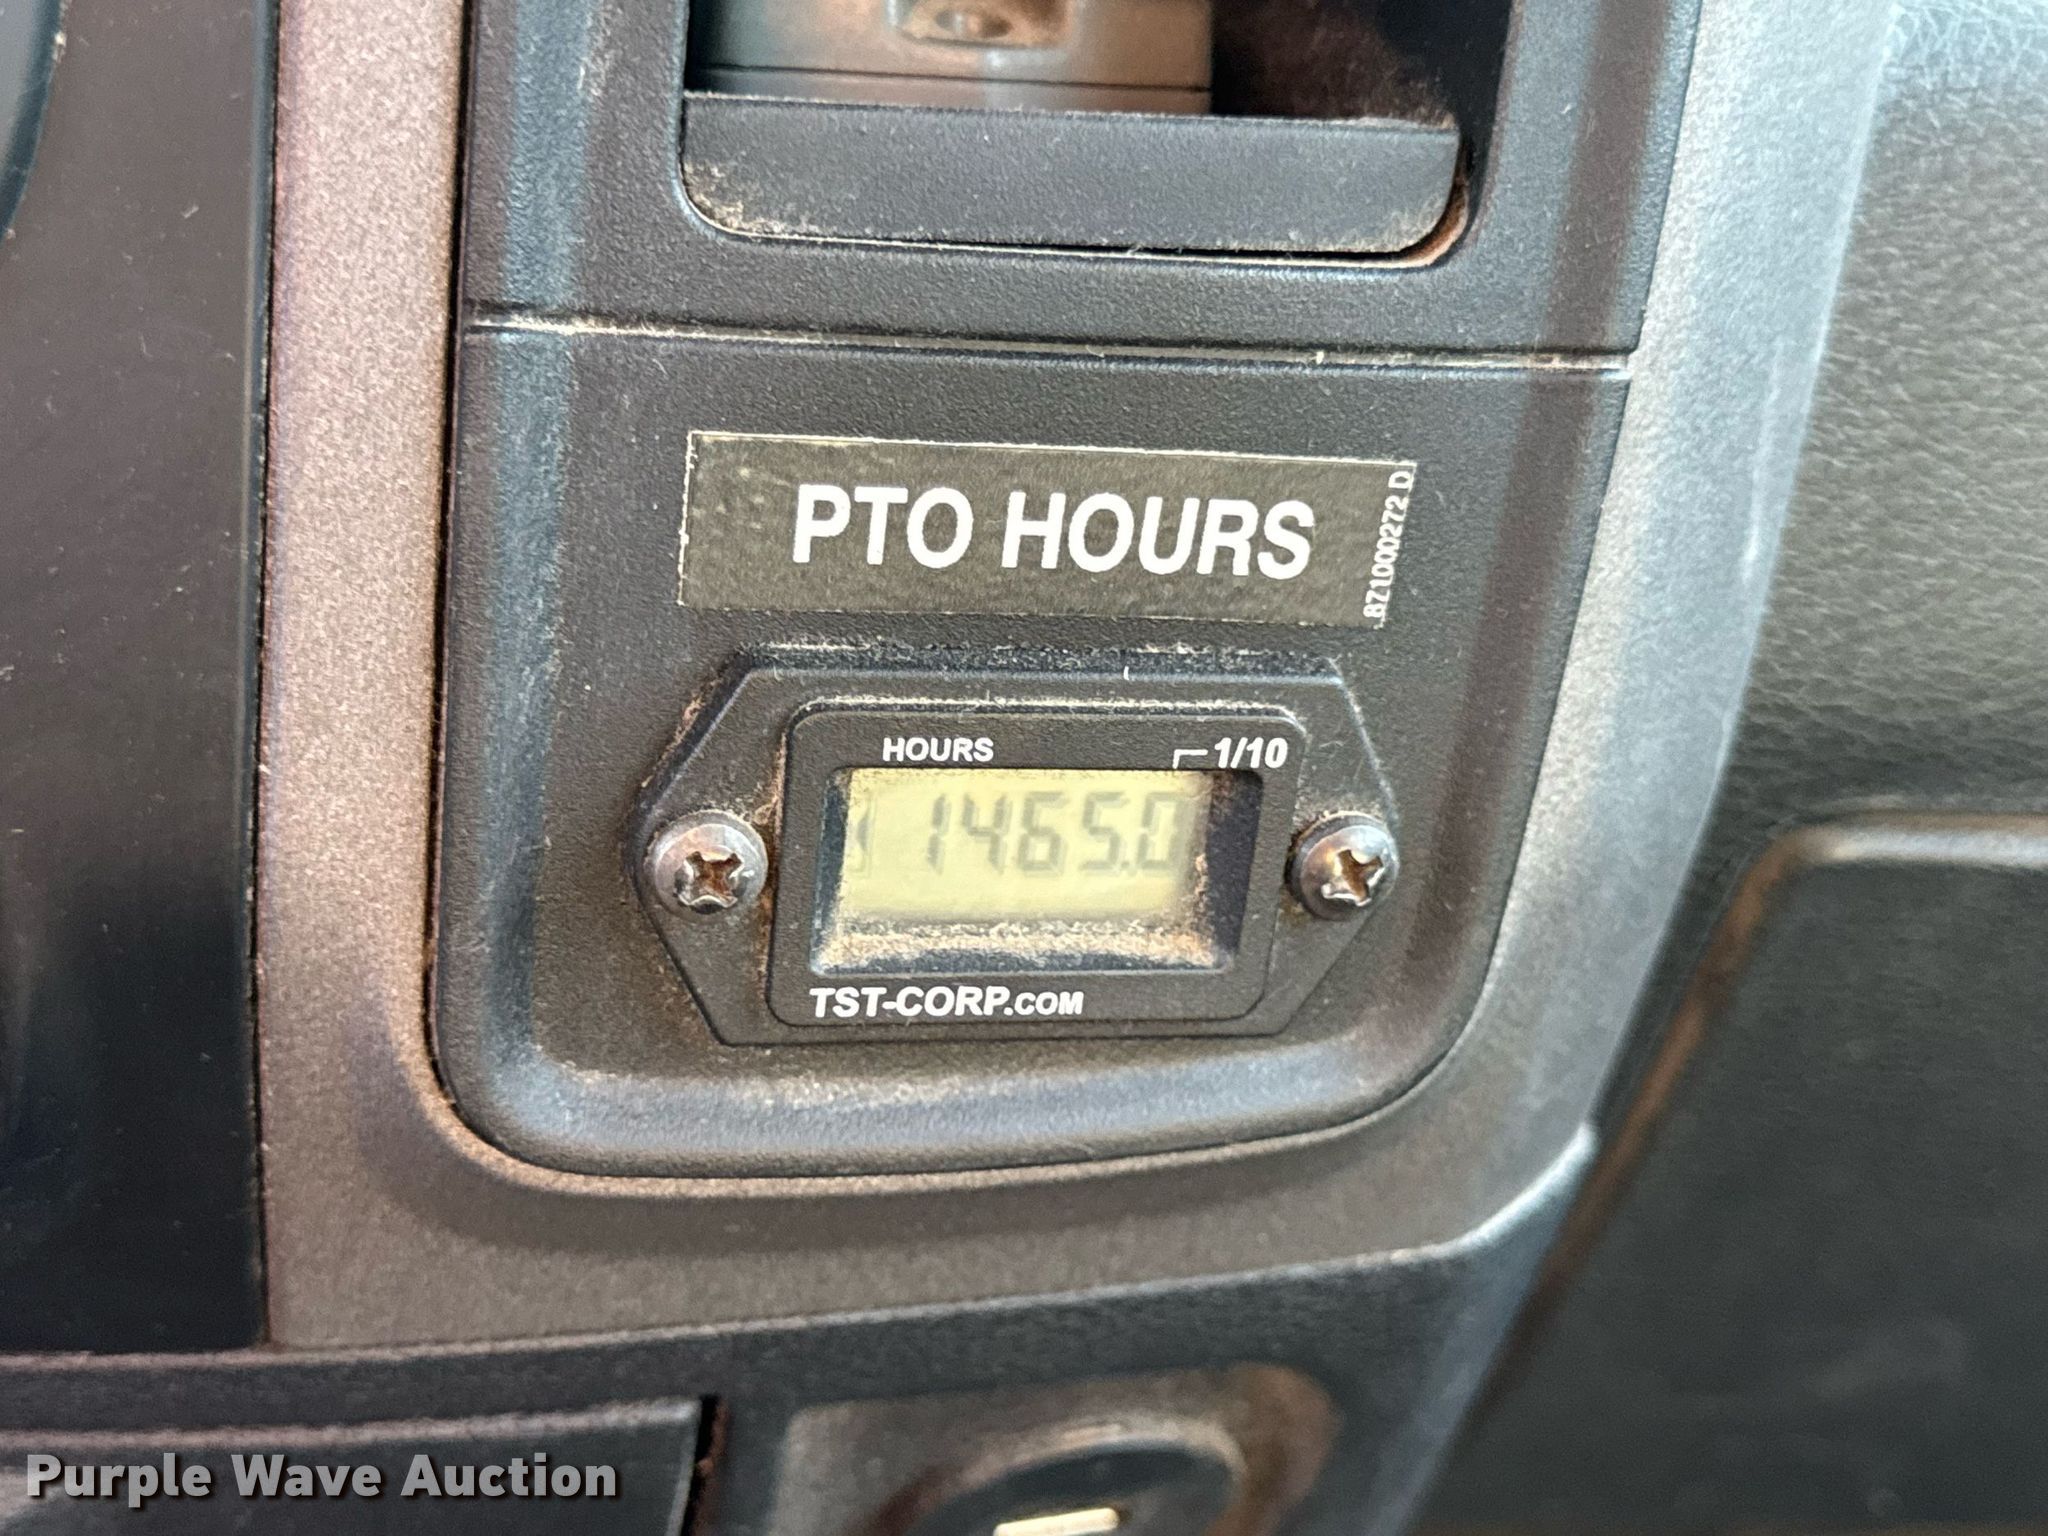 PTO HOURS
871000272 D
HOURS
1/10
1465.0
TST-CORP.COM
Purple Wave Auction